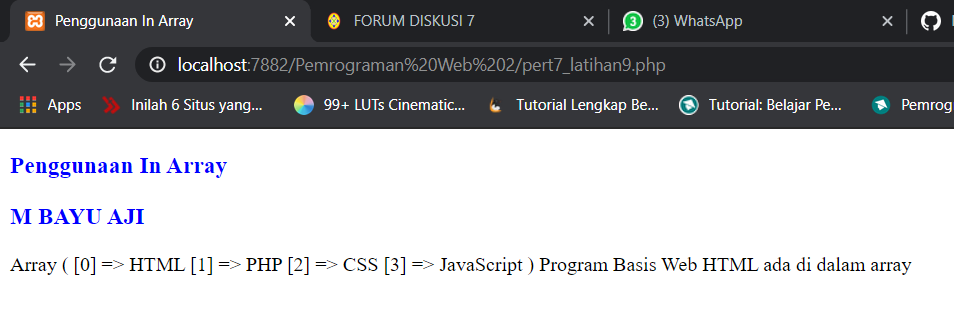 Penggunaan In Array
FORUM DISKUSI 7
(3) WhatsApp
localhost:7882/Pemrograman%20Web%202/pert7_latihan9.php
Apps
Inilah 6 Situs yang...
99+ LUTs Cinematic...
Tutorial Lengkap Be...
Tutorial: Belajar Pe...
Pemrog
Penggunaan In Array
M BAYU AJI
Array ( [0] => HTML [1] => PHP [2] => CSS [3] => JavaScript ) Program Basis Web HTML ada di dalam array